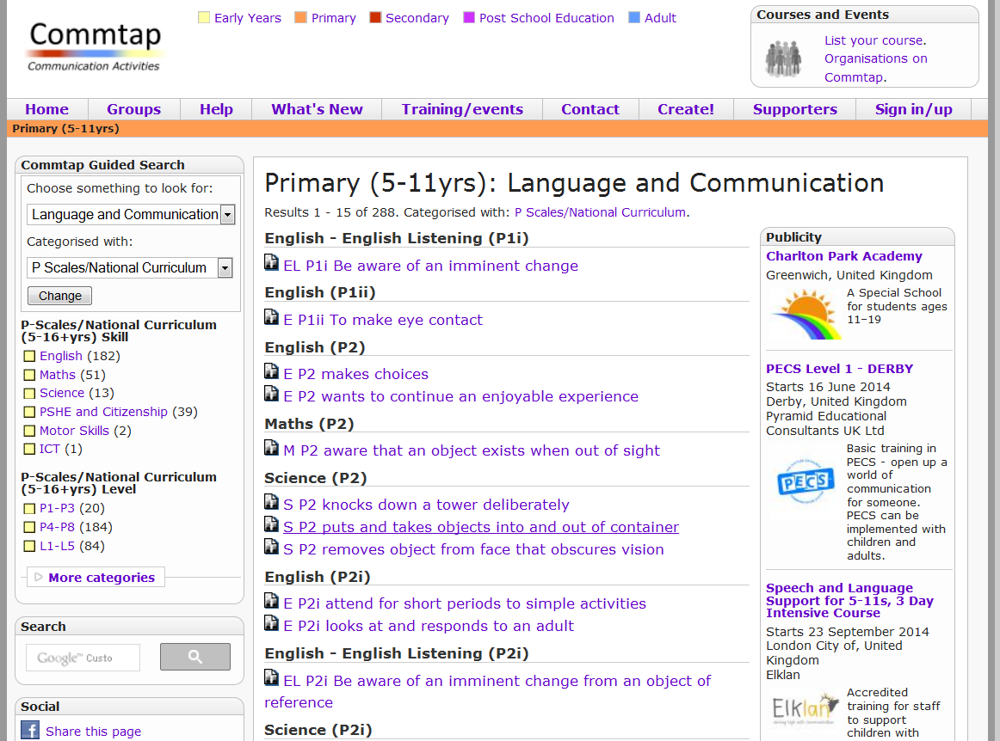 Commtap
Communication Activities
Early Years
Primary
Secondary
Post School Education
Adult
Courses and Events
List your course.
Organisations on
Commtap.
Home
Groups
Help
What's New
Training/events
Contact
Create!
Supporters
Sign in/up
Primary (5-11yrs)
Commtap Guided Search
Choose something to look for:
Language and Communication
Categorised with:
P Scales/National Curriculum
Change
P-Scales/National Curriculum
(5-16+yrs) Skill
English (182)
Maths (51)
Science (13)
PSHE and Citizenship (39)
Motor Skills (2)
ICT (1)
P-Scales/National Curriculum
(5-16+yrs) Level
P1-P3 (20)
P4-P8 (184)
L1-L5 (84)
More categories
Search
Google™ Custo
Social
Share this page
Primary (5-11yrs): Language and Communication
Results 1 - 15 of 288. Categorised with: P Scales/National Curriculum.
English - English Listening (P1i)
EL P1i Be aware of an imminent change
English (P1ii)
E P1ii To make eye contact
English (P2)
E P2 makes choices
E P2 wants to continue an enjoyable experience
Maths (P2)
M P2 aware that an object exists when out of sight
Science (P2)
S P2 knocks down a tower deliberately
S P2 puts and takes objects into and out of container
S P2 removes object from face that obscures vision
English (P2i)
E P2i attend for short periods to simple activities
E P2i looks at and responds to an adult
English - English Listening (P2i)
EL P2i Be aware of an imminent change from an object of
reference
Science (P2i)
Publicity
Charlton Park Academy
Greenwich, United Kingdom
A Special School
for students ages
11–19
PECS Level 1 - DERBY
Starts 16 June 2014
Derby, United Kingdom
Pyramid Educational
Consultants UK Ltd
PECS
Basic training in
PECS - open up a
world of
communication
for someone.
PECS can be
implemented with
children and
adults.
Speech and Language
Support for 5-11s, 3 Day
Intensive Course
Starts 23 September 2014
London City of, United
Kingdom
Elklan
Elklan
Accredited
training for staff
to support
children with